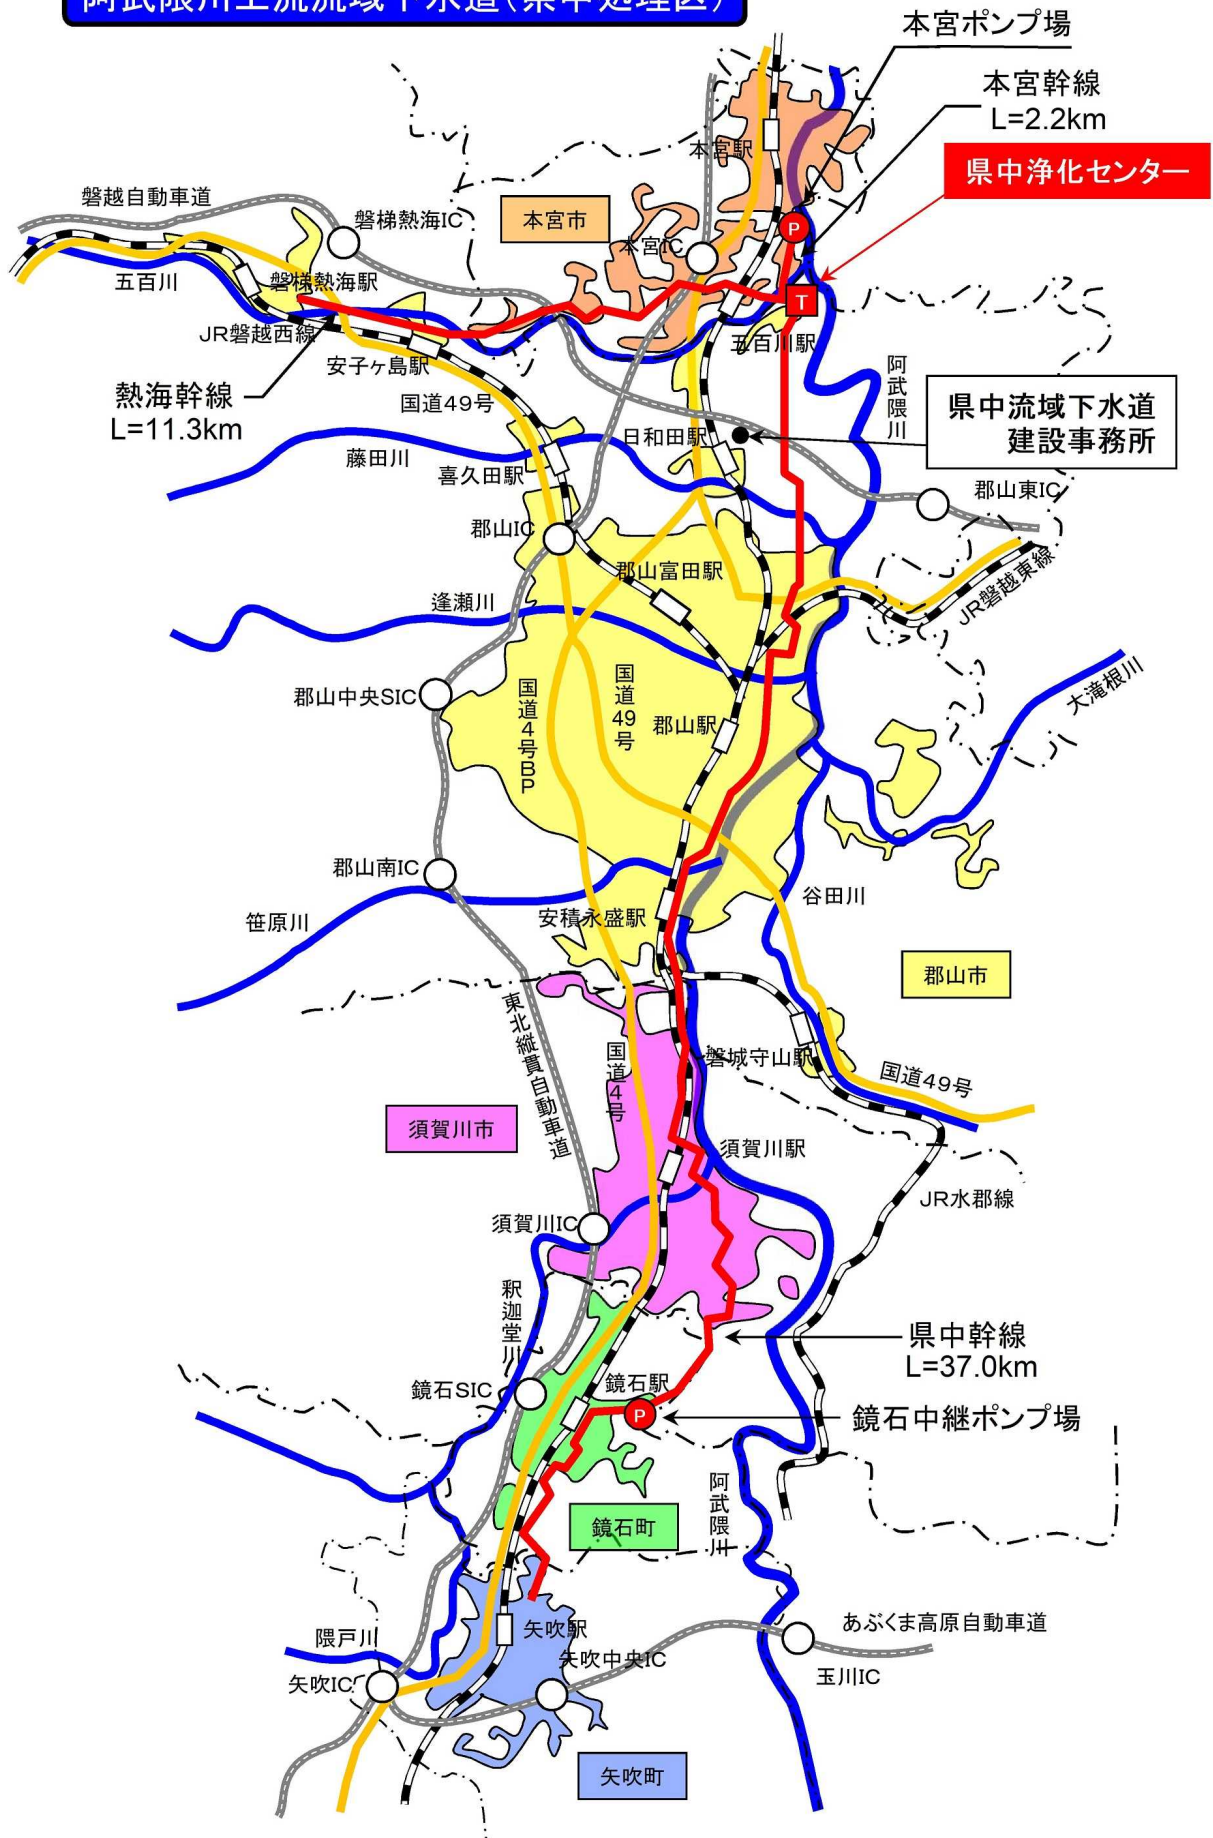 阿武隈川上流流域下水道（県中処理区）
本宮ポンプ場
本宮幹線
L=2.2km
県中浄化センター
本宮駅
磐越自動車道
磐梯熱海IC
本宮市
本宮IC
P
T
五百川
磐梯熱海駅
JR磐越西線
安子ヶ島駅
五百川駅
阿武隈川
熱海幹線
L=11.3km
国道49号
県中流域下水道
建設事務所
藤田川
喜久田駅
日和田駅
郡山東IC
郡山IC
郡山富田駅
JR磐越東線
逢瀬川
郡山中央SIC
国道4号BP
国道49号
郡山駅
大滝根川
郡山南IC
笹原川
安積永盛駅
谷田川
郡山市
東北縦貫自動車道
国道4号
磐城守山駅
国道49号
須賀川市
須賀川駅
JR水郡線
須賀川IC
釈迦堂川
県中幹線
L=37.0km
鏡石SIC
鏡石駅
P
鏡石中継ポンプ場
阿武隈川
鏡石町
隈戸川
矢吹駅
矢吹中央IC
あぶくま高原自動車道
矢吹IC
玉川IC
矢吹町